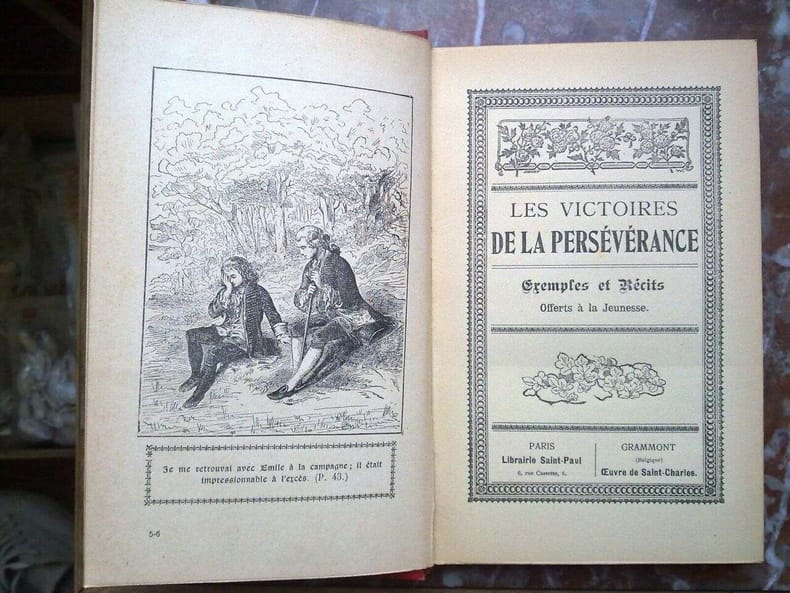 Je me retrouvai avec Emile à la campagne; il était
impressionnable à l'excès. (P. 43.)
5-6
LES VICTOIRES
DE LA PERSÉVÉRANCE
Exemples et Récits
Offerts à la Jeunesse.
PARIS
Librairie Saint-Paul
6, rue Cassette, 6.
GRAMMONT
(Belgique)
Œuvre de Saint-Charles.